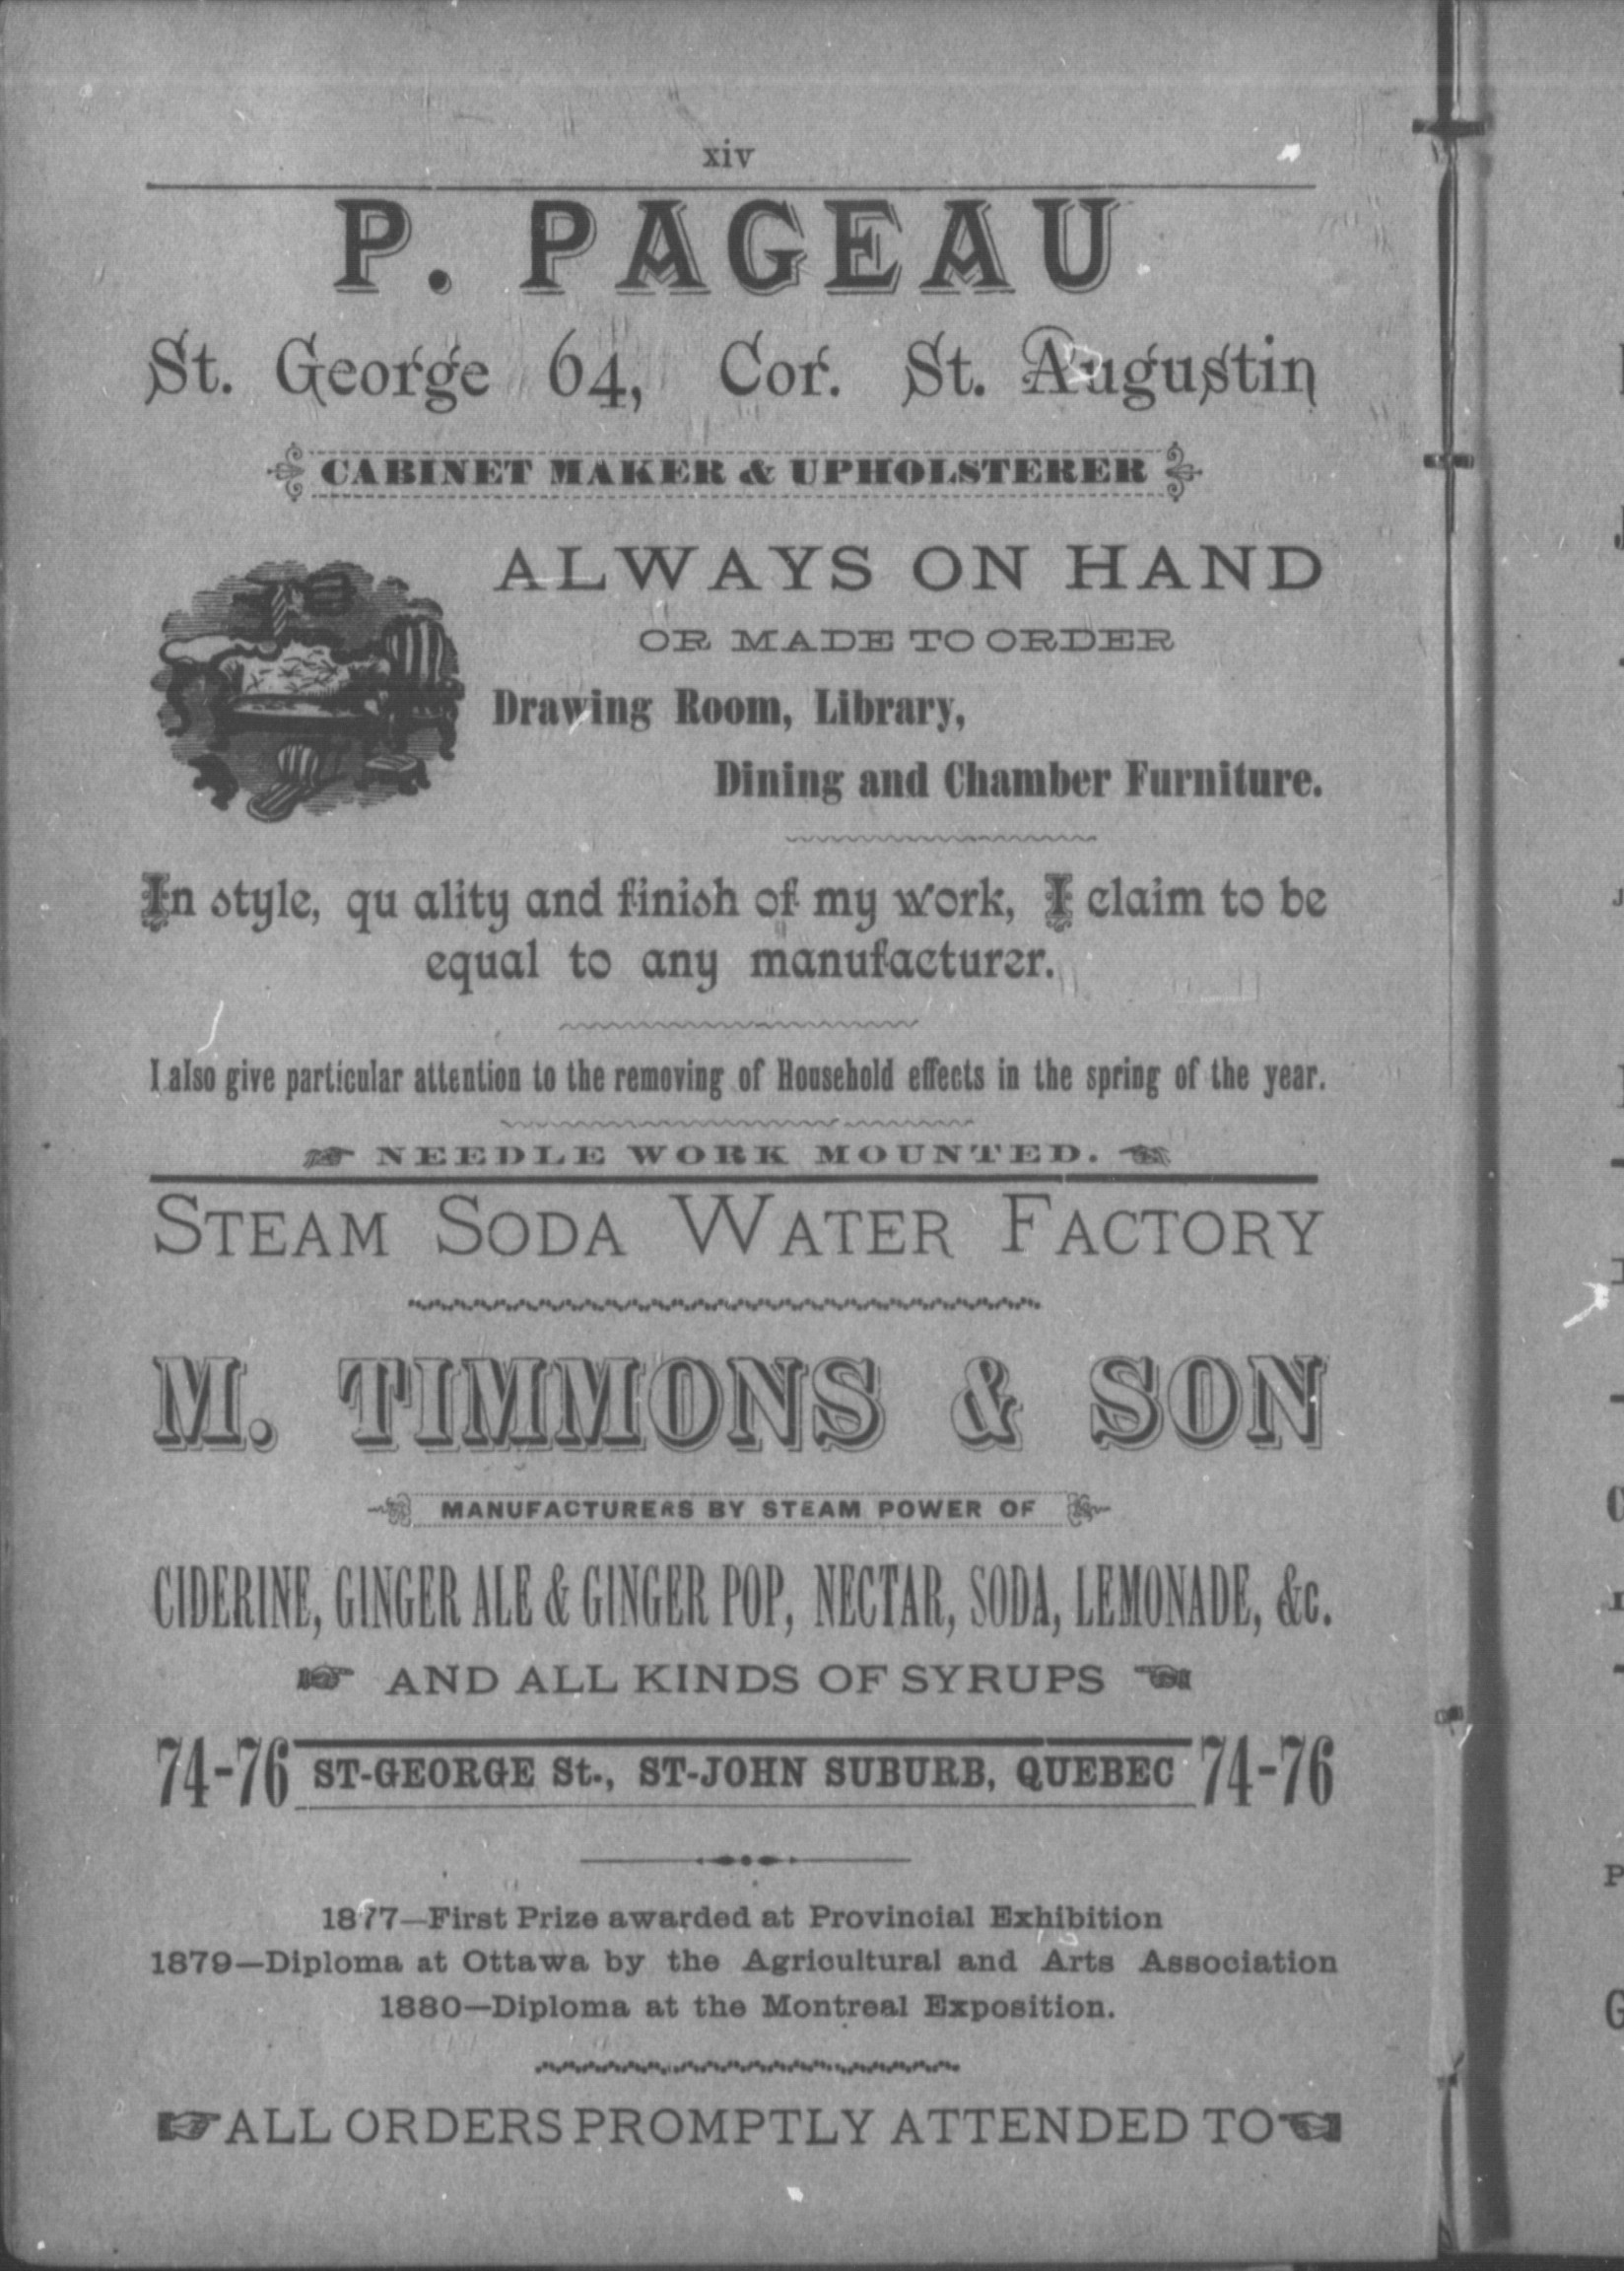 xiv
P. PAGEAU
St. George 64, Cor. St. Augustin
CABINET MAKER & UPHOLSTERER
ALWAYS ON HAND
OR MADE TO ORDER
Drawing Room, Library,
Dining and Chamber Furniture.
In style, qu ality and finish of my work, I claim to be
equal to any manufacturer.
I also give particular attention to the removing of Household effects in the spring of the year.
☞ NEEDLE WORK MOUNTED. ☜
STEAM SODA WATER FACTORY
M. TIMMONS & SON
MANUFACTURERS BY STEAM POWER OF
CIDERINE, GINGER ALE & GINGER POP, NECTAR, SODA, LEMONADE, &c.
☞ AND ALL KINDS OF SYRUPS ☜
74-76 ST-GEORGE St., ST-JOHN SUBURB, QUEBEC 74-76
1877—First Prize awarded at Provincial Exhibition
1879—Diploma at Ottawa by the Agricultural and Arts Association
1880—Diploma at the Montreal Exposition.
☞ ALL ORDERS PROMPTLY ATTENDED TO ☜